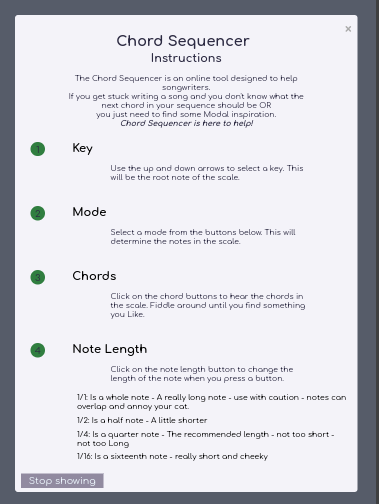 x
Chord Sequencer
Instructions
The Chord Sequencer is an online tool designed to help
songwriters.
If you get stuck writing a song and you don't know what the
next chord in your sequence should be OR
you just need to find some Modal inspiration.
Chord Sequencer is here to help!
1 Key
Use the up and down arrows to select a key. This
will be the root note of the scale.
2 Mode
Select a mode from the buttons below. This will
determine the notes in the scale.
3 Chords
Click on the chord buttons to hear the chords in
the scale. Fiddle around until you find something
you Like.
4 Note Length
Click on the note length button to change the
length of the note when you press a button.
1/1: Is a whole note - A really long note - use with caution - notes can
overlap and annoy your cat.
1/2: Is a half note - A little shorter
1/4: Is a quarter note - The recommended length - not too short -
not too Long
1/16: Is a sixteenth note - really short and cheeky
Stop showing